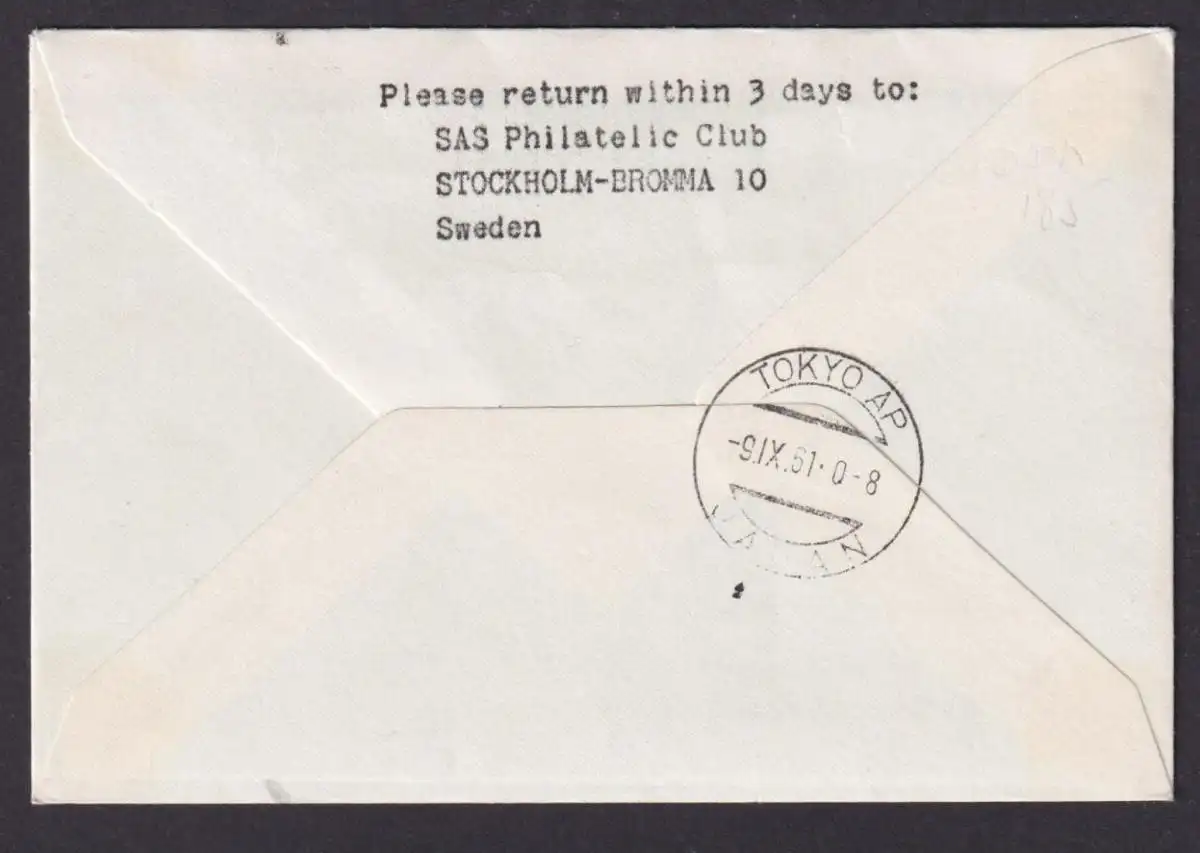 Please return within 3 days to:
SAS Philatelic Club
STOCKHOLM-BROMMA 10
Sweden
TOKYO AP
-9.IX.61.0-8
JAPAN